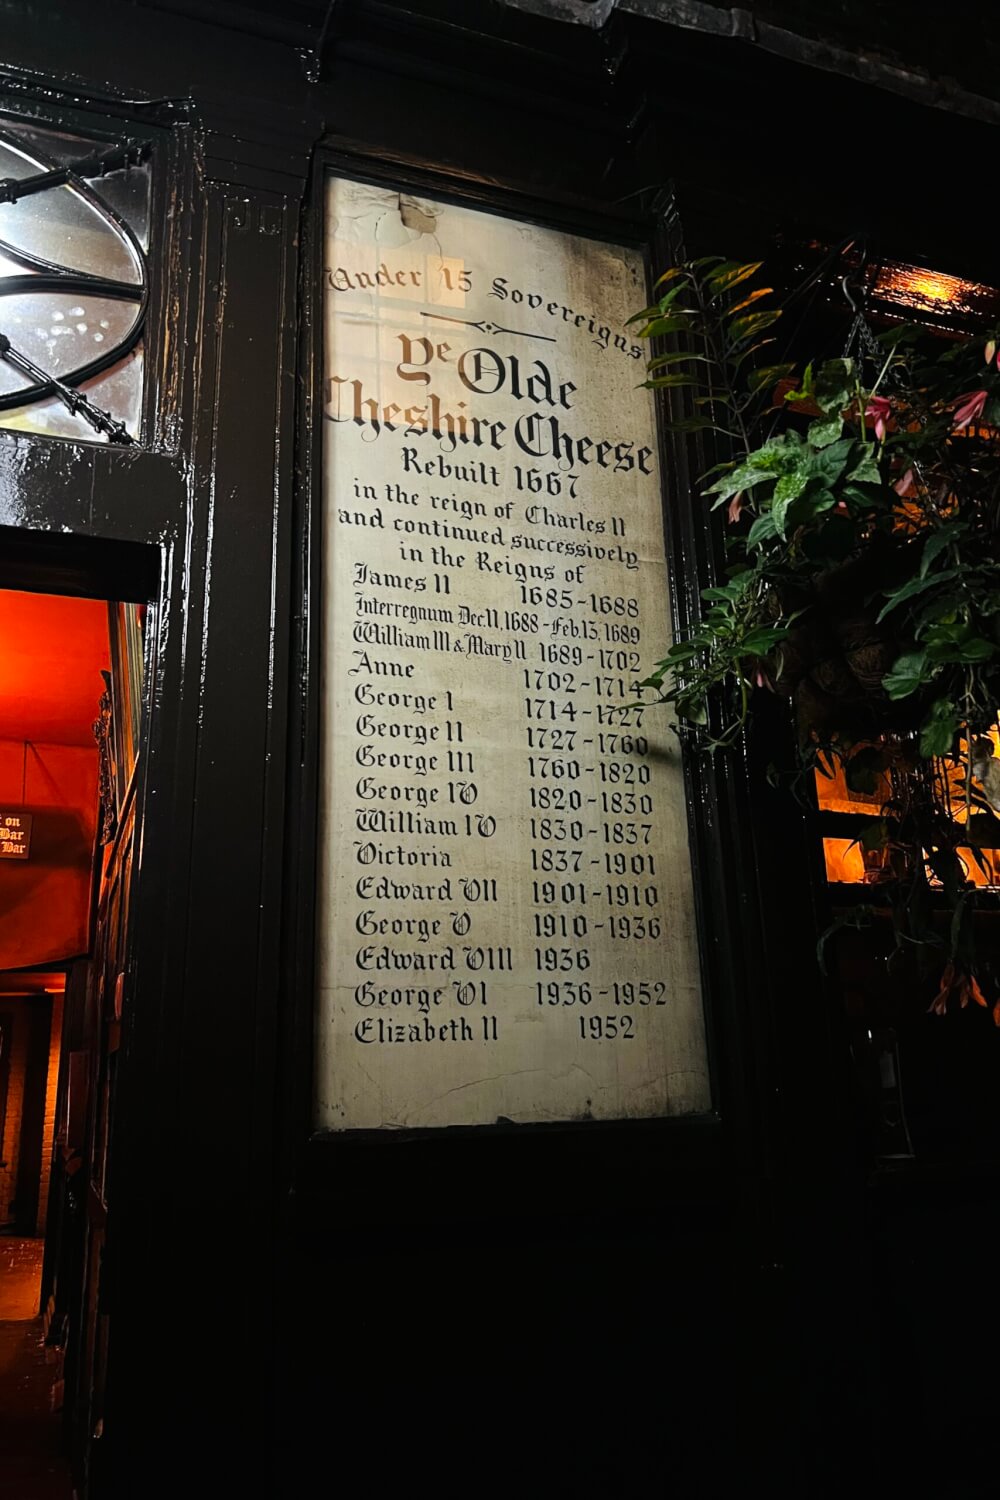 Under 15 Sovereigns
Ye Olde
Cheshire Cheese
Rebuilt 1667
in the reign of Charles II
and continued successively
in the Reigns of
James II 1685-1688
Interregnum Dec. 11, 1688 - Feb. 13, 1689
William III & Mary II 1689-1702
Anne 1702-1714
George I 1714-1727
George II 1727-1760
George III 1760-1820
George IV 1820-1830
William IV 1830-1837
Victoria 1837-1901
Edward VII 1901-1910
George V 1910-1936
Edward VIII 1936
George VI 1936-1952
Elizabeth II 1952
on
Bar
Bar